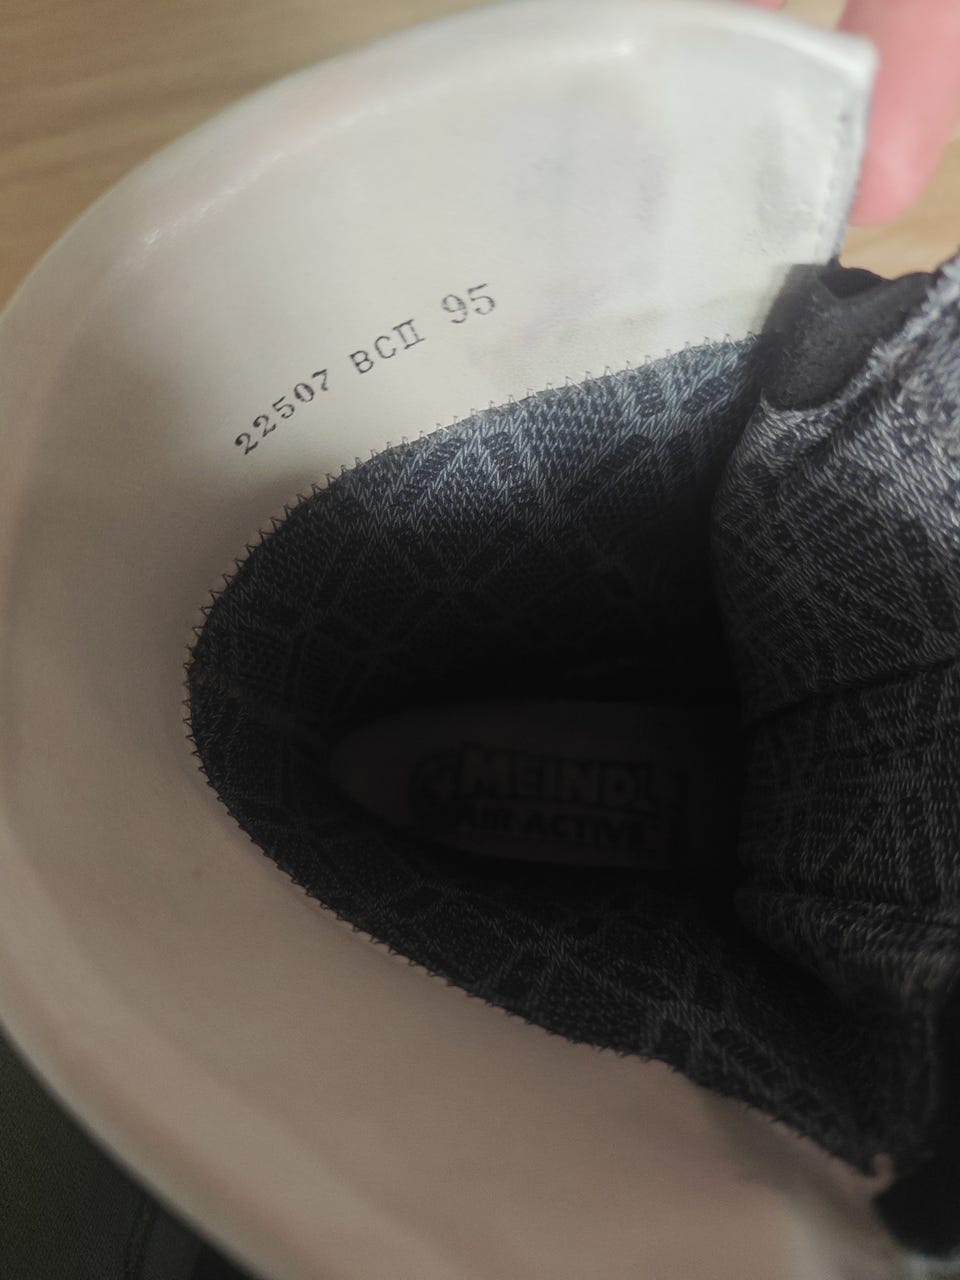 22507 BCII 95
MEINDL
AIR ACTIVE